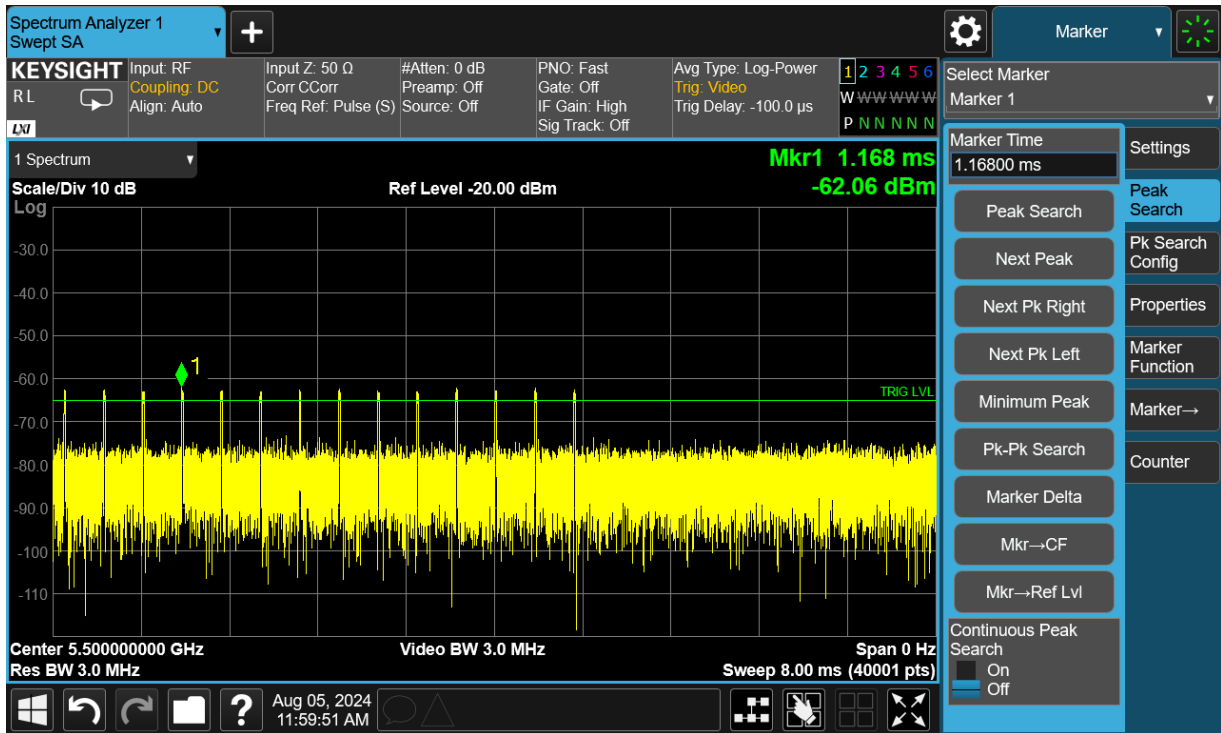 Spectrum Analyzer 1
Swept SA
+
Marker
KEYSIGHT
R L
LXI
Input: RF
Coupling: DC
Align: Auto
Input Z: 50 Ω
Corr CCorr
Freq Ref: Pulse (S)
#Atten: 0 dB
Preamp: Off
Source: Off
PNO: Fast
Gate: Off
IF Gain: High
Sig Track: Off
Avg Type: Log-Power
Trig: Video
Trig Delay: -100.0 µs
1 2 3 4 5 6
W W W W W W
P N N N N N
Select Marker
Marker 1
1 Spectrum
Mkr1 1.168 ms
Scale/Div 10 dB
Ref Level -20.00 dBm
-62.06 dBm
Log
-30.0
-40.0
-50.0
-60.0
-70.0
-80.0
-90.0
-100
-110
1
TRIG LVL
Center 5.500000000 GHz
Video BW 3.0 MHz
Span 0 Hz
Res BW 3.0 MHz
Sweep 8.00 ms (40001 pts)
Marker Time
1.16800 ms
Peak Search
Next Peak
Next Pk Right
Next Pk Left
Minimum Peak
Pk-Pk Search
Marker Delta
Mkr→CF
Mkr→Ref Lvl
Continuous Peak
Search
On
Off
Settings
Peak
Search
Pk Search
Config
Properties
Marker
Function
Marker→
Counter
?
Aug 05, 2024
11:59:51 AM